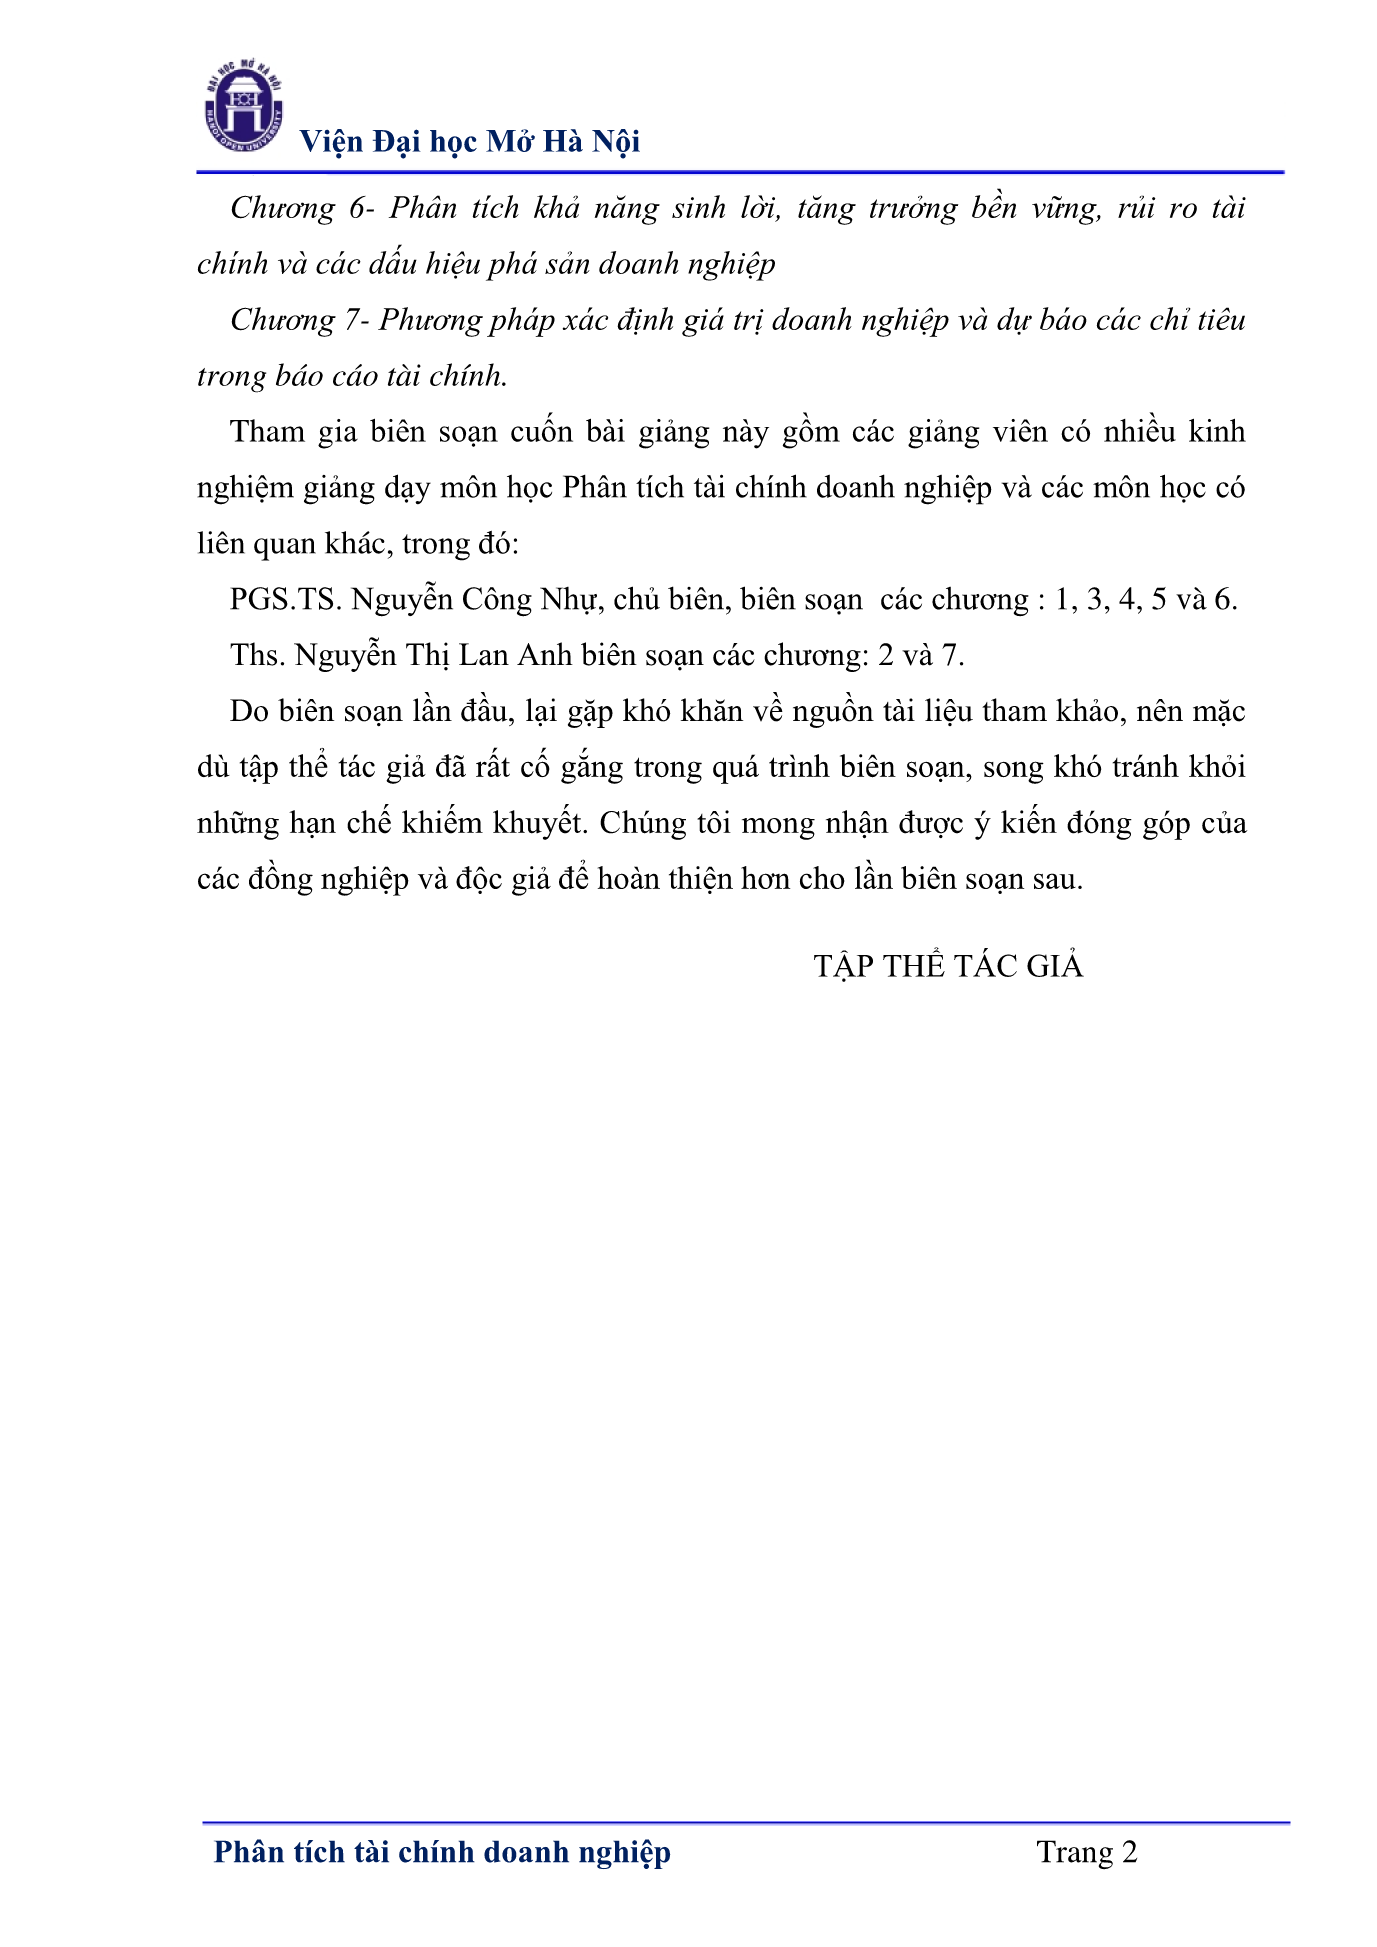 ĐẠI HỌC MỞ HÀ NỘI
HANOI OPEN UNIVERSITY
Viện Đại học Mở Hà Nội
Chương 6- Phân tích khả năng sinh lời, tăng trưởng bền vững, rủi ro tài
chính và các dấu hiệu phá sản doanh nghiệp
Chương 7- Phương pháp xác định giá trị doanh nghiệp và dự báo các chỉ tiêu
trong báo cáo tài chính.
Tham gia biên soạn cuốn bài giảng này gồm các giảng viên có nhiều kinh
nghiệm giảng dạy môn học Phân tích tài chính doanh nghiệp và các môn học có
liên quan khác, trong đó:
PGS.TS. Nguyễn Công Nhự, chủ biên, biên soạn  các chương : 1, 3, 4, 5 và 6.
Ths. Nguyễn Thị Lan Anh biên soạn các chương: 2 và 7.
Do biên soạn lần đầu, lại gặp khó khăn về nguồn tài liệu tham khảo, nên mặc
dù tập thể tác giả đã rất cố gắng trong quá trình biên soạn, song khó tránh khỏi
những hạn chế khiếm khuyết. Chúng tôi mong nhận được ý kiến đóng góp của
các đồng nghiệp và độc giả để hoàn thiện hơn cho lần biên soạn sau.
TẬP THỂ TÁC GIẢ
Phân tích tài chính doanh nghiệp
Trang 2